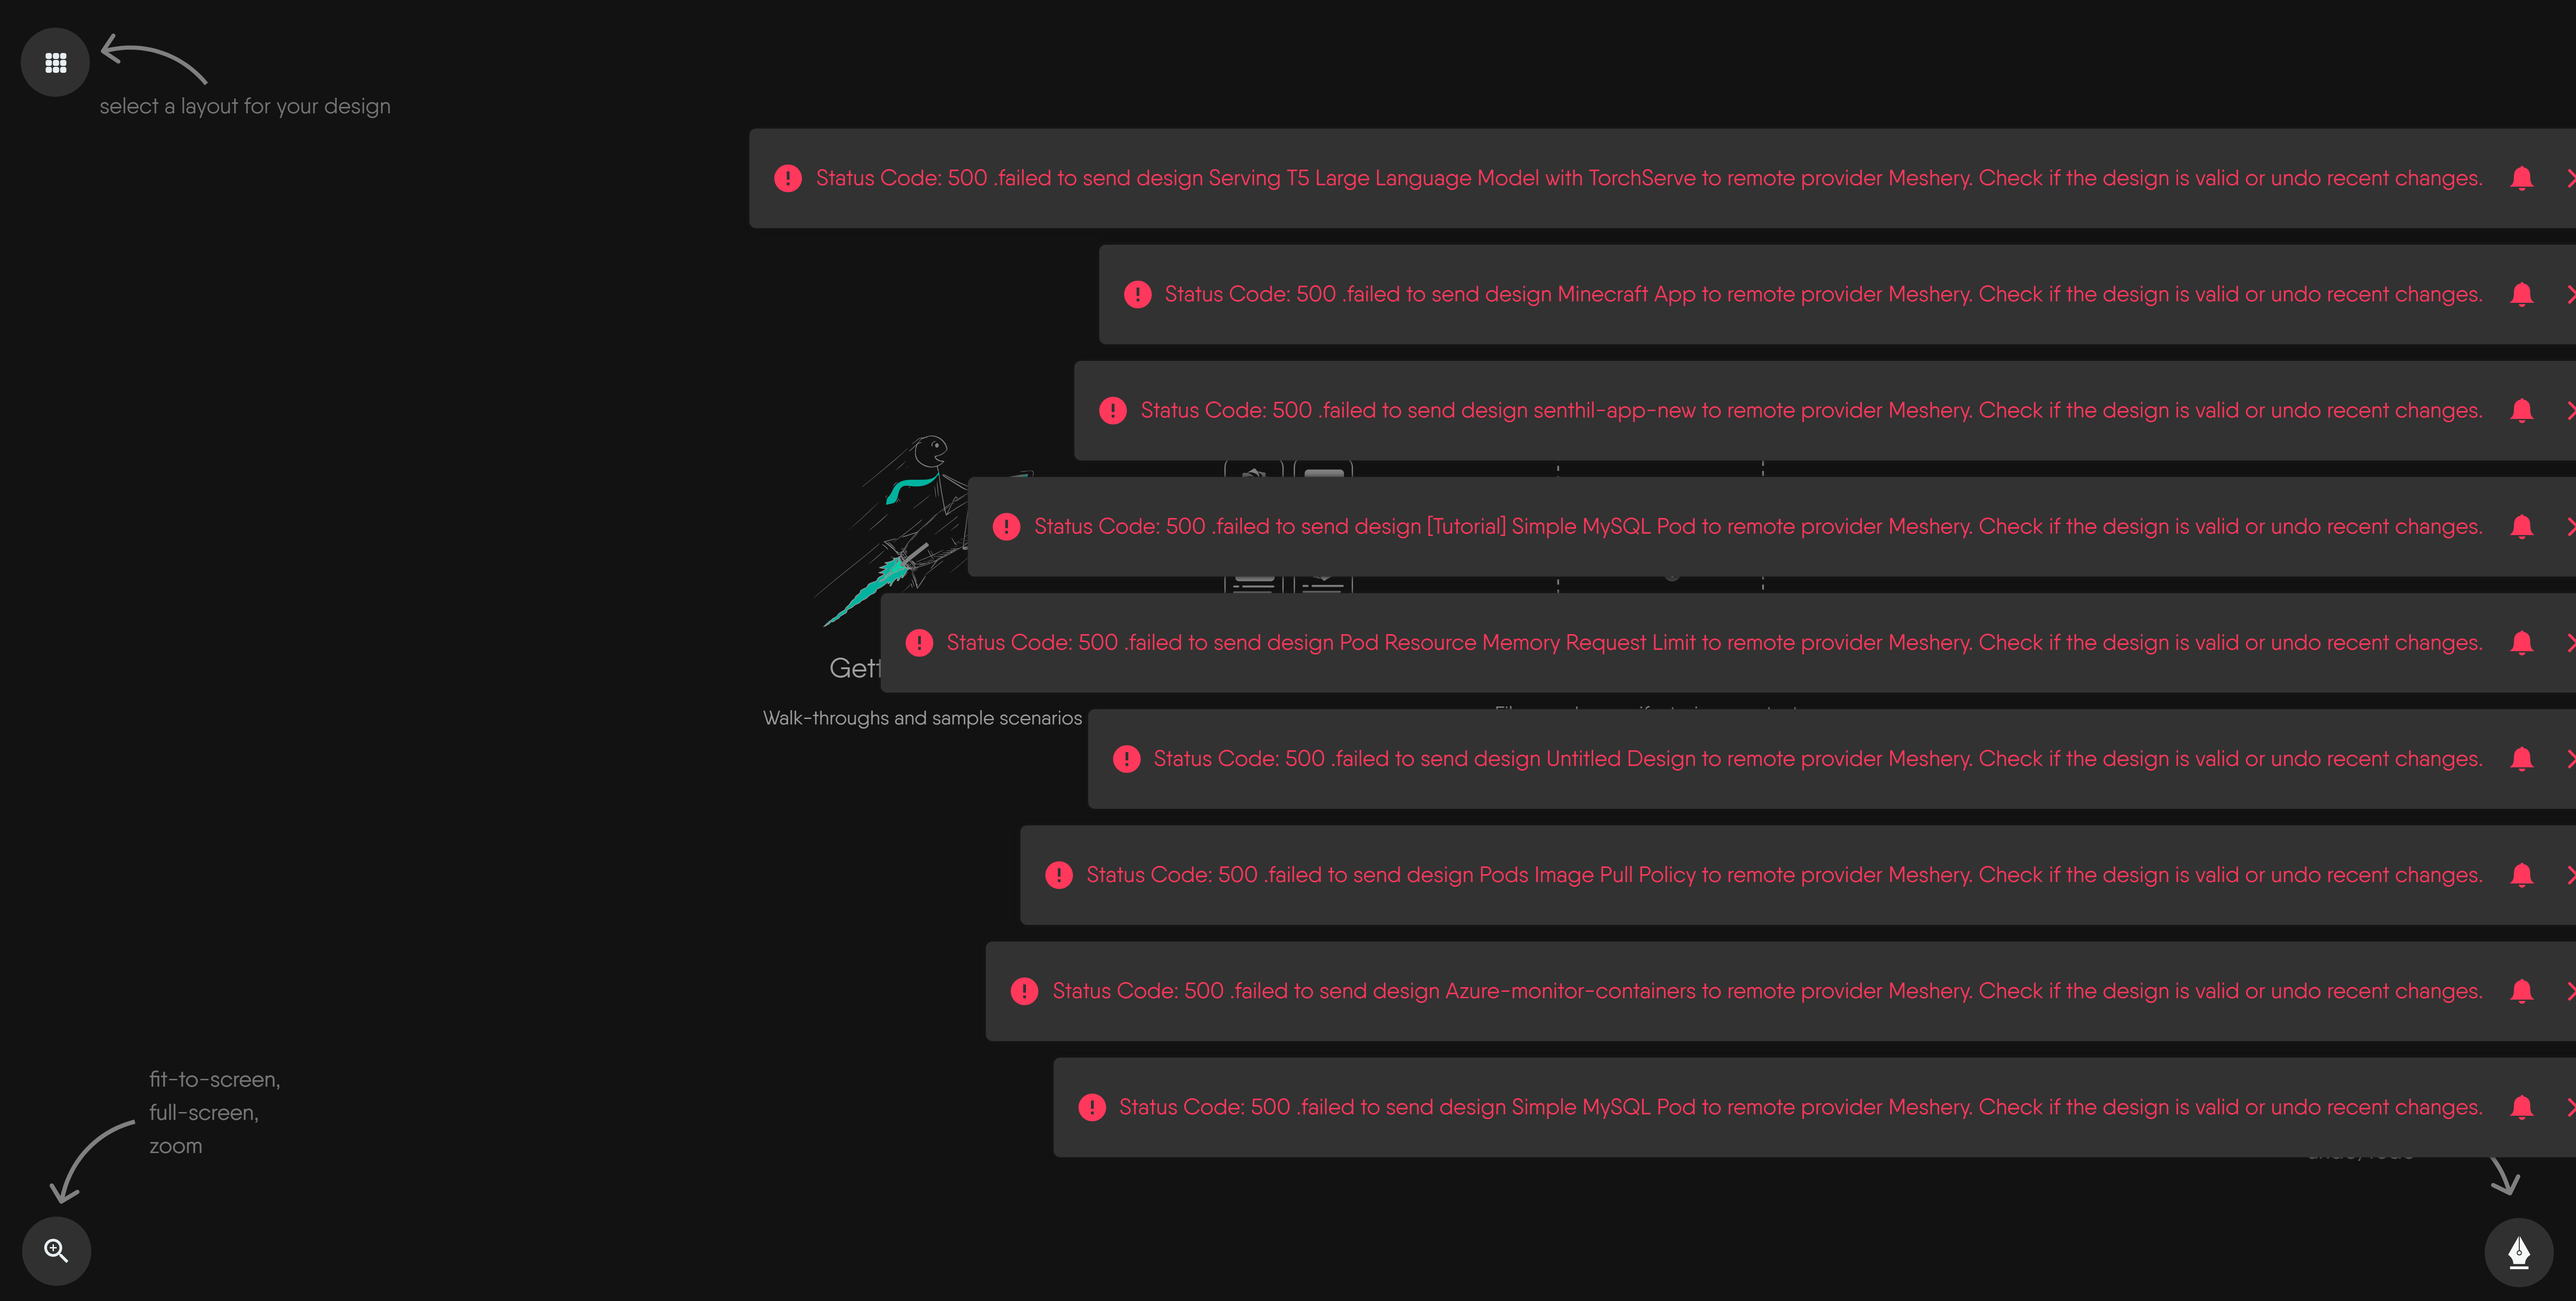 select a layout for your design
Status Code: 500 .failed to send design Serving T5 Large Language Model with TorchServe to remote provider Meshery. Check if the design is valid or undo recent changes.
Status Code: 500 .failed to send design Minecraft App to remote provider Meshery. Check if the design is valid or undo recent changes.
Status Code: 500 .failed to send design senthil-app-new to remote provider Meshery. Check if the design is valid or undo recent changes.
Status Code: 500 .failed to send design [Tutorial] Simple MySQL Pod to remote provider Meshery. Check if the design is valid or undo recent changes.
Status Code: 500 .failed to send design Pod Resource Memory Request Limit to remote provider Meshery. Check if the design is valid or undo recent changes.
Walk-throughs and sample scenarios
Status Code: 500 .failed to send design Untitled Design to remote provider Meshery. Check if the design is valid or undo recent changes.
Status Code: 500 .failed to send design Pods Image Pull Policy to remote provider Meshery. Check if the design is valid or undo recent changes.
Status Code: 500 .failed to send design Azure-monitor-containers to remote provider Meshery. Check if the design is valid or undo recent changes.
Status Code: 500 .failed to send design Simple MySQL Pod to remote provider Meshery. Check if the design is valid or undo recent changes.
fit-to-screen,
full-screen,
zoom